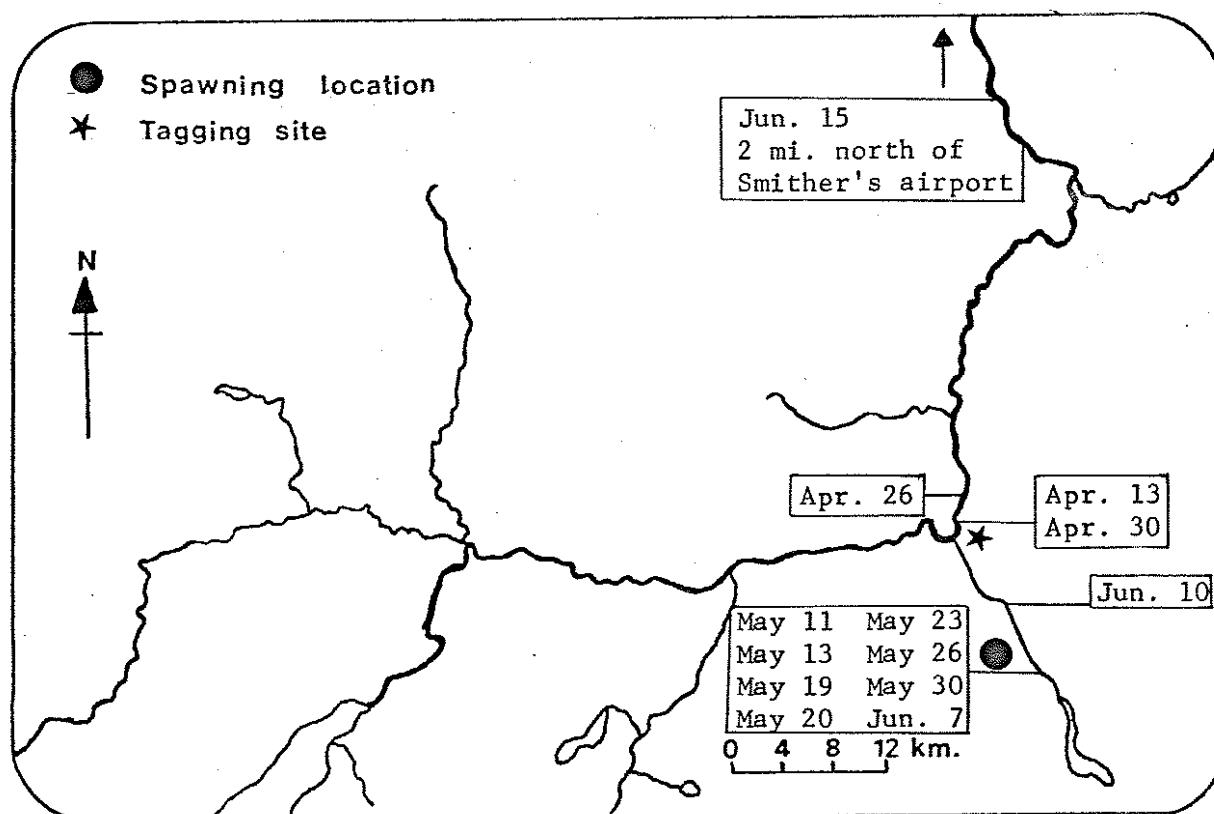 Spawning location
Tagging site
Jun. 15
2 mi. north of
Smither's airport
N
Apr. 26
Apr. 13
Apr. 30
Jun. 10
May 11 May 23
May 13 May 26
May 19 May 30
May 20 Jun. 7
0 4 8 12 km.